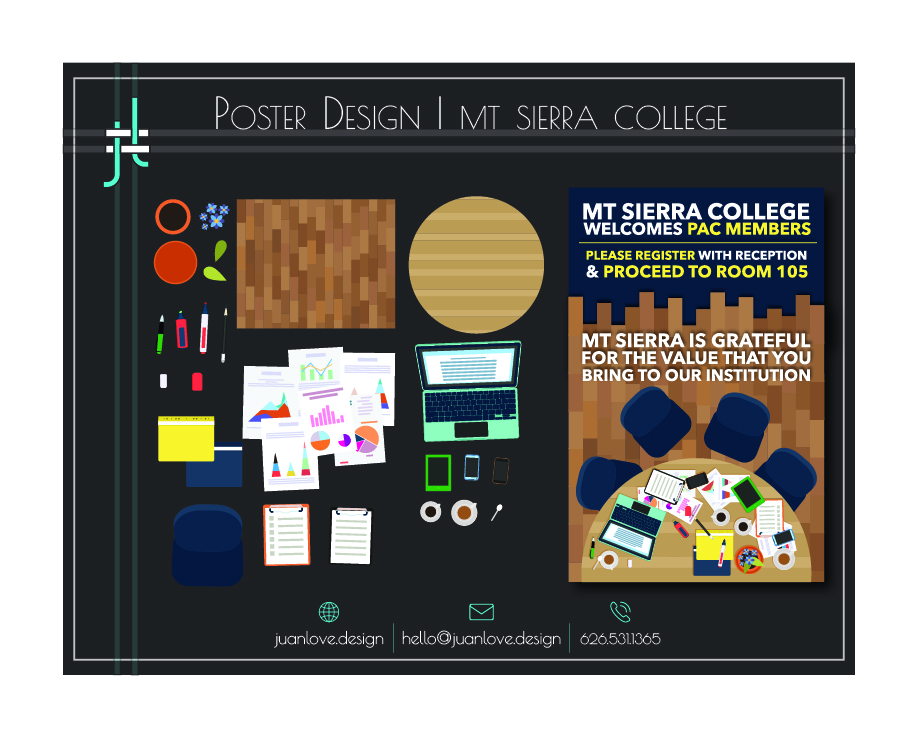 Poster Design | mt sierra college
jl
MT SIERRA COLLEGE
WELCOMES PAC MEMBERS
PLEASE REGISTER WITH RECEPTION
& PROCEED TO ROOM 105
MT SIERRA IS GRATEFUL
FOR THE VALUE THAT YOU
BRING TO OUR INSTITUTION
juanlove.design | hello@juanlove.design | 626.531.1365